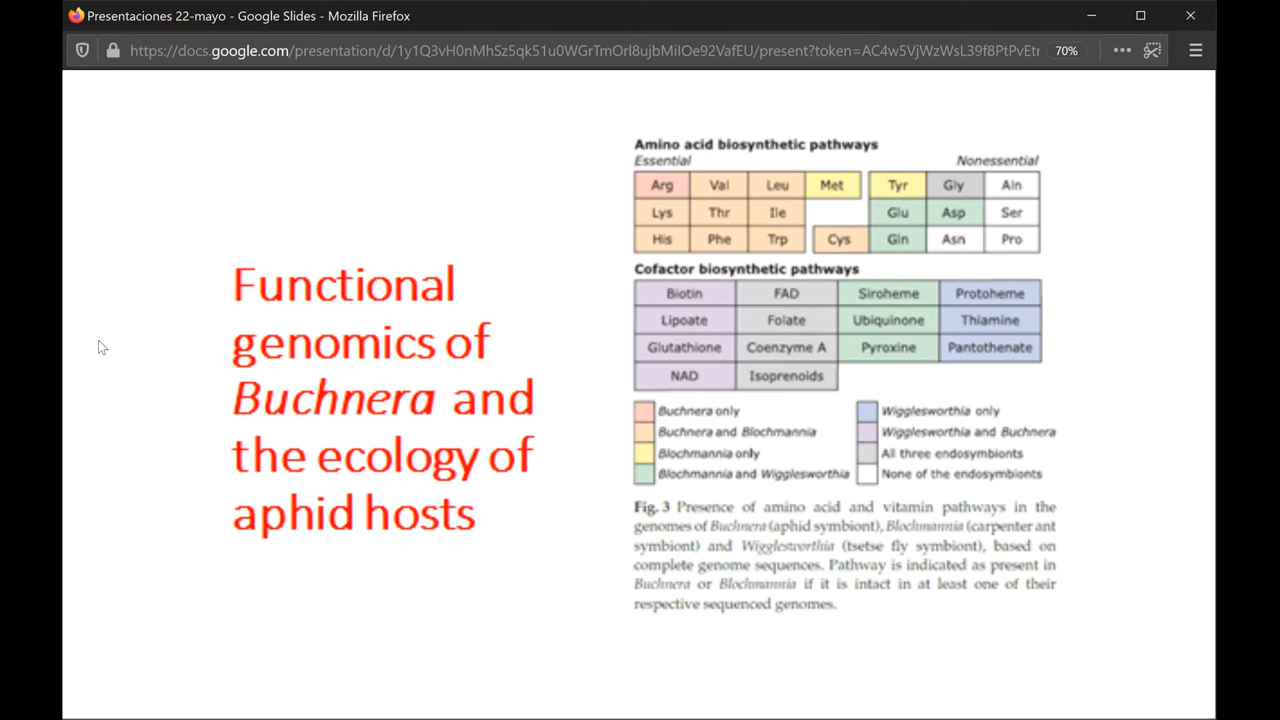 Presentaciones 22-mayo - Google Slides - Mozilla Firefox
https://docs.google.com/presentation/d/1y1Q3vH0nMhSz5qk51u0WGrTmOrl8ujbMiIOe92VafEU/present?token=AC4w5VjWzWsL39f8PtPvEtr 70%
Functional
genomics of
Buchnera and
the ecology of
aphid hosts
Amino acid biosynthetic pathways
Essential Nonessential
Arg Val Leu Met Tyr Gly Aln
Lys Thr Ile Glu Asp Ser
His Phe Trp Cys Gln Asn Pro
Cofactor biosynthetic pathways
Biotin FAD Siroheme Protoheme
Lipoate Folate Ubiquinone Thiamine
Glutathione Coenzyme A Pyroxine Pantothenate
NAD Isoprenoids
Buchnera only Wigglesworthia only
Buchnera and Blochmannia Wigglesworthia and Buchnera
Blochmannia only All three endosymbionts
Blochmannia and Wigglesworthia None of the endosymbionts
Fig. 3 Presence of amino acid and vitamin pathways in the
genomes of Buchnera (aphid symbiont), Blochmannia (carpenter ant
symbiont) and Wigglesworthia (tsetse fly symbiont), based on
complete genome sequences. Pathway is indicated as present in
Buchnera or Blochmannia if it is intact in at least one of their
respective sequenced genomes.